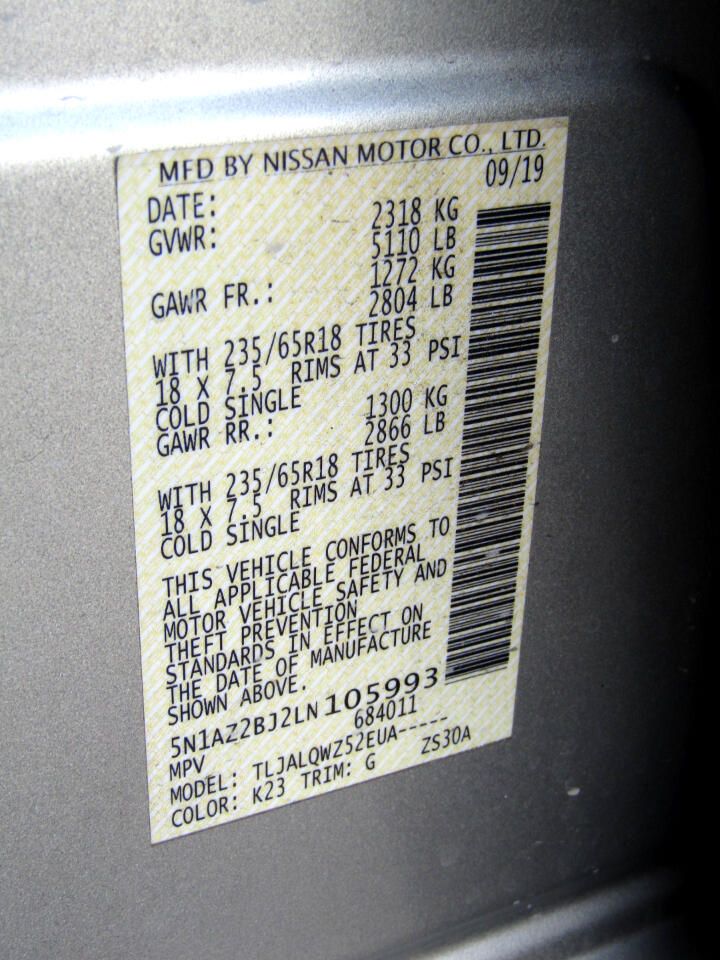 MFD BY NISSAN MOTOR CO., LTD.
DATE: 09/19
GVWR: 2318 KG
5110 LB
GAWR FR.: 1272 KG
2804 LB
WITH 235/65R18 TIRES
18 X 7.5 RIMS AT 33 PSI
COLD SINGLE
GAWR RR.: 1300 KG
2866 LB
WITH 235/65R18 TIRES
18 X 7.5 RIMS AT 33 PSI
COLD SINGLE
THIS VEHICLE CONFORMS TO
ALL APPLICABLE FEDERAL
MOTOR VEHICLE SAFETY AND
THEFT PREVENTION
STANDARDS IN EFFECT ON
THE DATE OF MANUFACTURE
SHOWN ABOVE.
5N1AZ2BJ2LN105993
MPV 684011
MODEL: TLJALQWZ52EUA-----
COLOR: K23 TRIM: G ZS30A